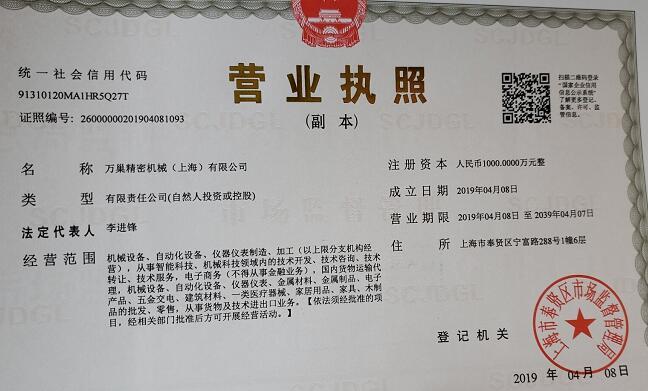 统一社会信用代码
91310120MA1HR5Q27T
证照编号：26000000201904081093
营业执照
(副 本)
扫描二维码登录
“国家企业信用
信息公示系统”
了解更多登记、
备案、许可、监
管信息。
名称 万巢精密机械（上海）有限公司
类型 有限责任公司(自然人投资或控股)
法定代表人 李进锋
经营范围 机械设备、自动化设备、仪器仪表制造、加工（以上限分支机构经
营），从事智能科技、机械科技领域内的技术开发、技术咨询、技术
转让、技术服务，电子商务（不得从事金融业务），国内货物运输代
理，机械设备、自动化设备、仪器仪表、金属材料、金属制品、电子
产品、五金交电、建筑材料、一类医疗器械、家居用品、家具、木制
品的批发、零售，从事货物及技术进出口业务。【依法须经批准的项
目，经相关部门批准后方可开展经营活动。】
注册资本 人民币1000.0000万元整
成立日期 2019年04月08日
营业期限 2019年04月08日 至 2039年04月07日
住所 上海市奉贤区宁富路288号1幢6层
登记机关
上海市奉贤区市场监督管理局
2019 年 04 月 08 日
SCJDGL
市场监督管理